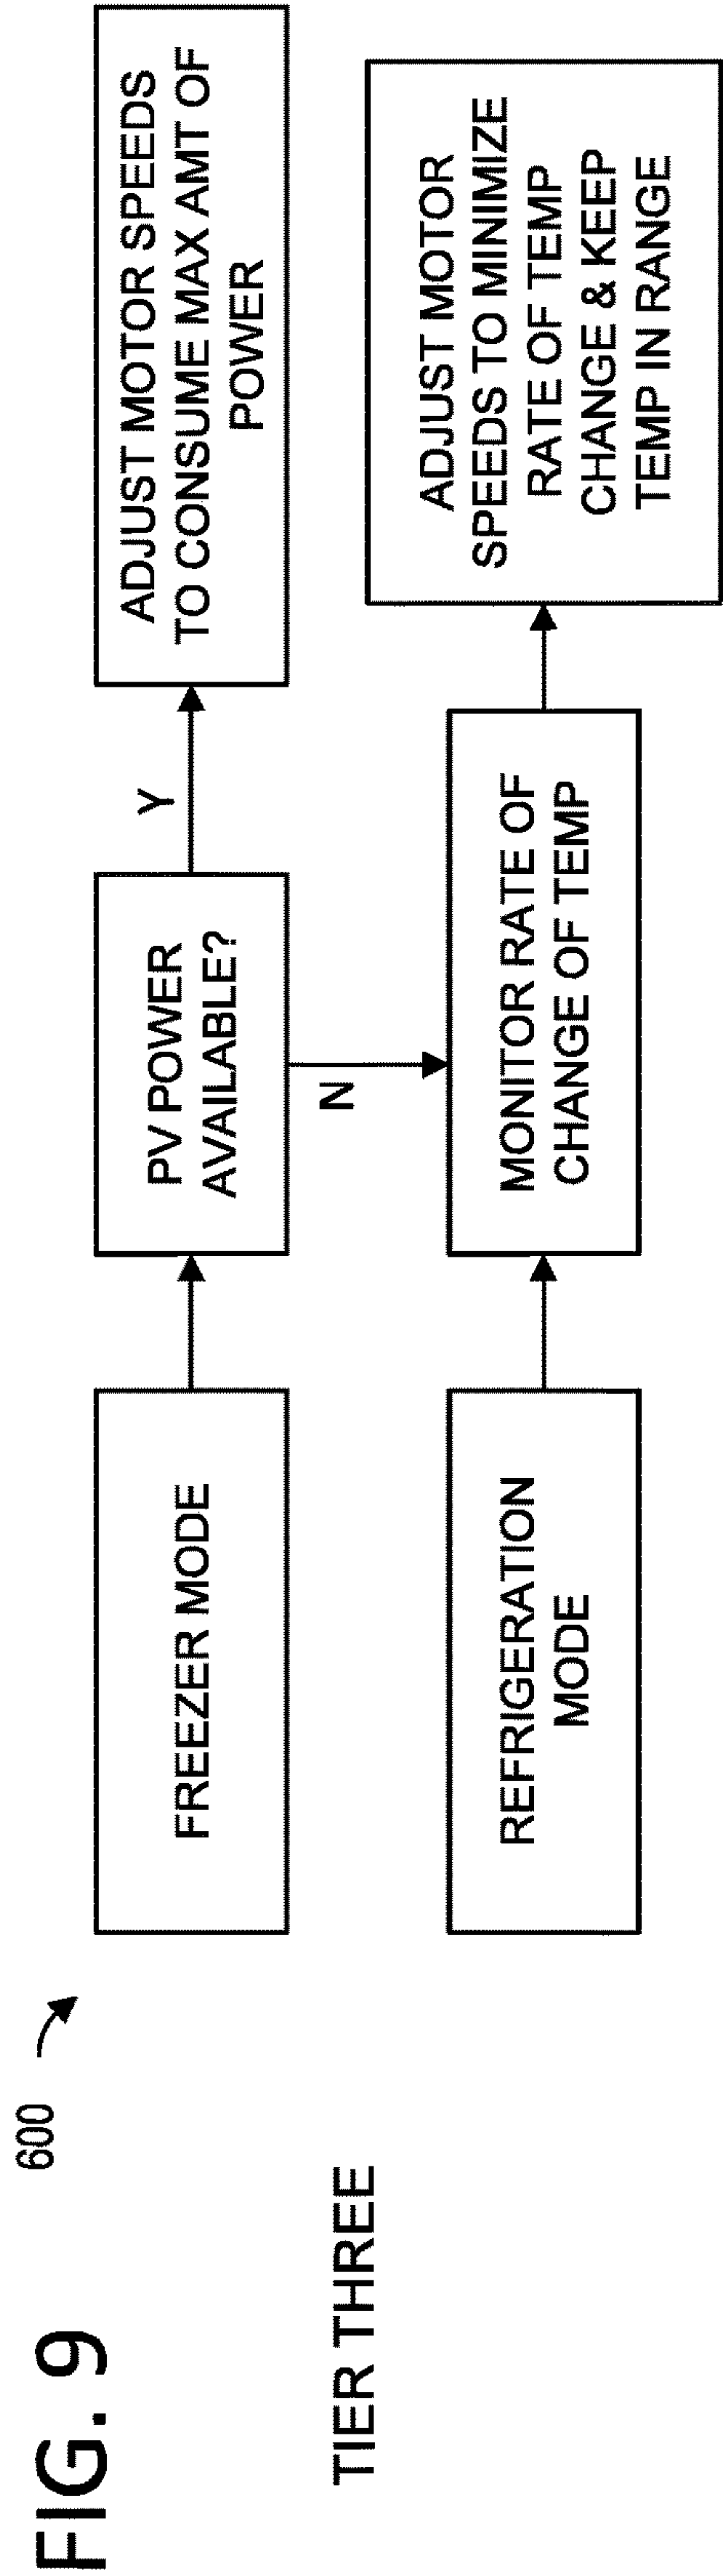 FIG. 9
600
TIER THREE
FREEZER MODE
PV POWER
AVAILABLE?
Y
ADJUST MOTOR SPEEDS
TO CONSUME MAX AMT OF
POWER
N
REFRIGERATION
MODE
MONITOR RATE OF
CHANGE OF TEMP
ADJUST MOTOR
SPEEDS TO MINIMIZE
RATE OF TEMP
CHANGE & KEEP
TEMP IN RANGE